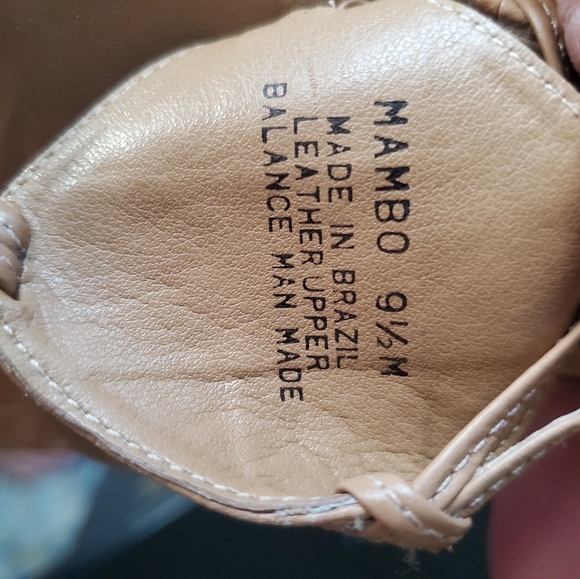 MAMBO 9½M
MADE IN BRAZIL
LEATHER UPPER
BALANCE MAN MADE